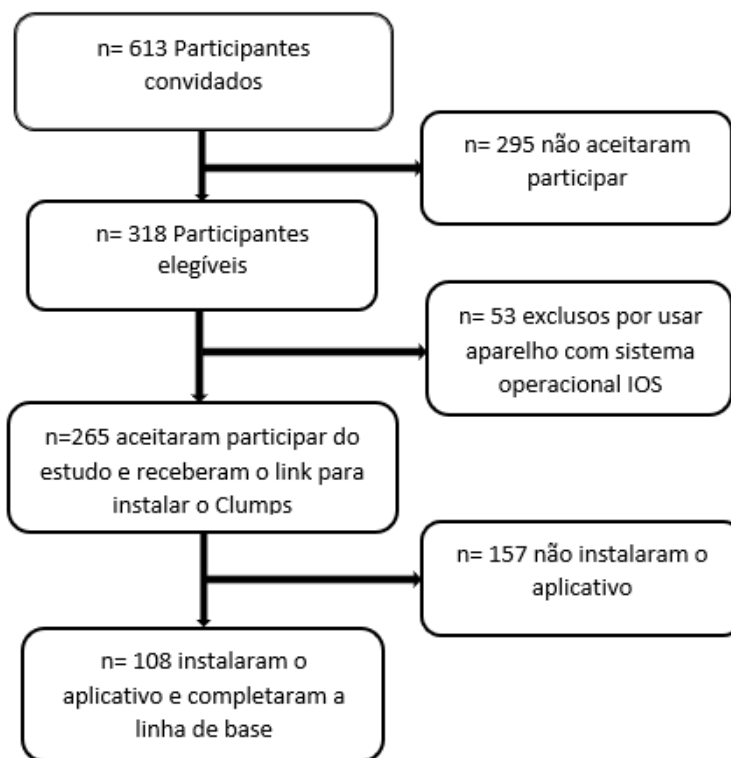 n= 613 Participantes
convidados
n= 295 não aceitaram
participar
n= 318 Participantes
elegíveis
n= 53 exclusos por usar
aparelho com sistema
operacional IOS
n=265 aceitaram participar do
estudo e receberam o link para
instalar o Clumps
n= 157 não instalaram o
aplicativo
n= 108 instalaram o
aplicativo e completaram a
linha de base